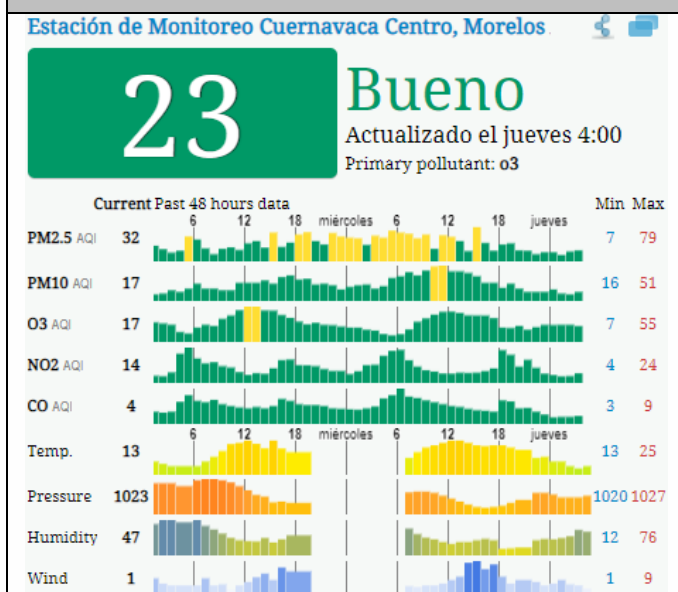 Estación de Monitoreo Cuernavaca Centro, Morelos
23
Bueno
Actualizado el jueves 4:00
Primary pollutant: o3
Current Past 48 hours data Min Max
6 12 18 miércoles 6 12 18 jueves
PM2.5 AQI 32 7 79
PM10 AQI 17 16 51
O3 AQI 17 7 55
NO2 AQI 14 4 24
CO AQI 4 3 9
6 12 18 miércoles 6 12 18 jueves
Temp. 13 13 25
Pressure 1023 1020 1027
Humidity 47 12 76
Wind 1 1 9